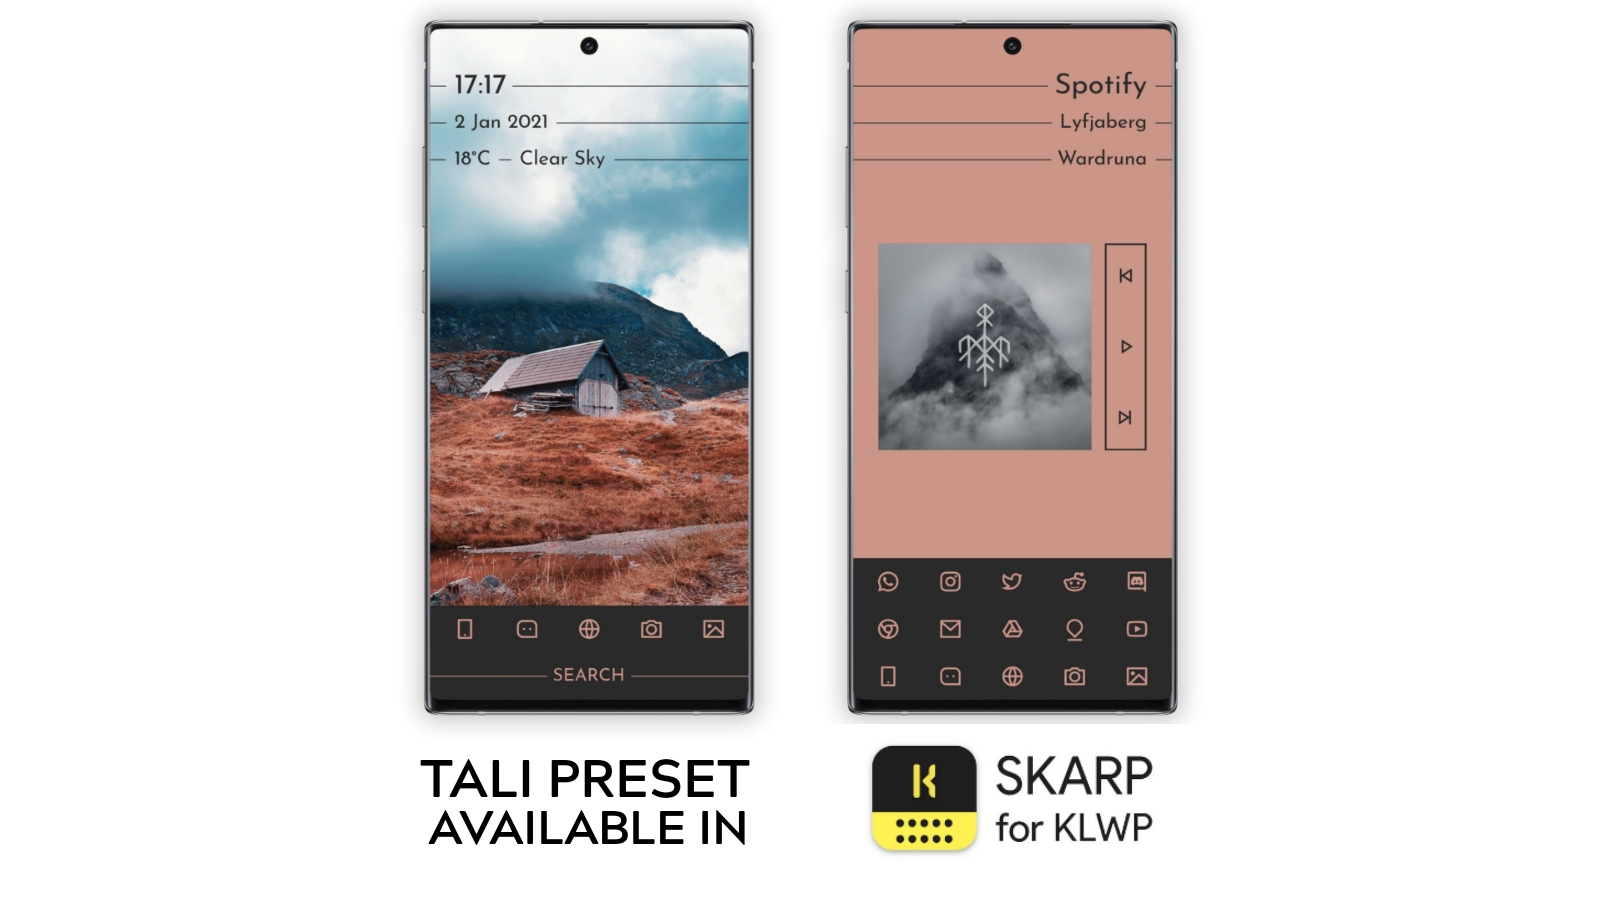 17:17
2 Jan 2021
18°C — Clear Sky
SEARCH
Spotify
Lyfjaberg
Wardruna
TALI PRESET
AVAILABLE IN
K
SKARP
for KLWP